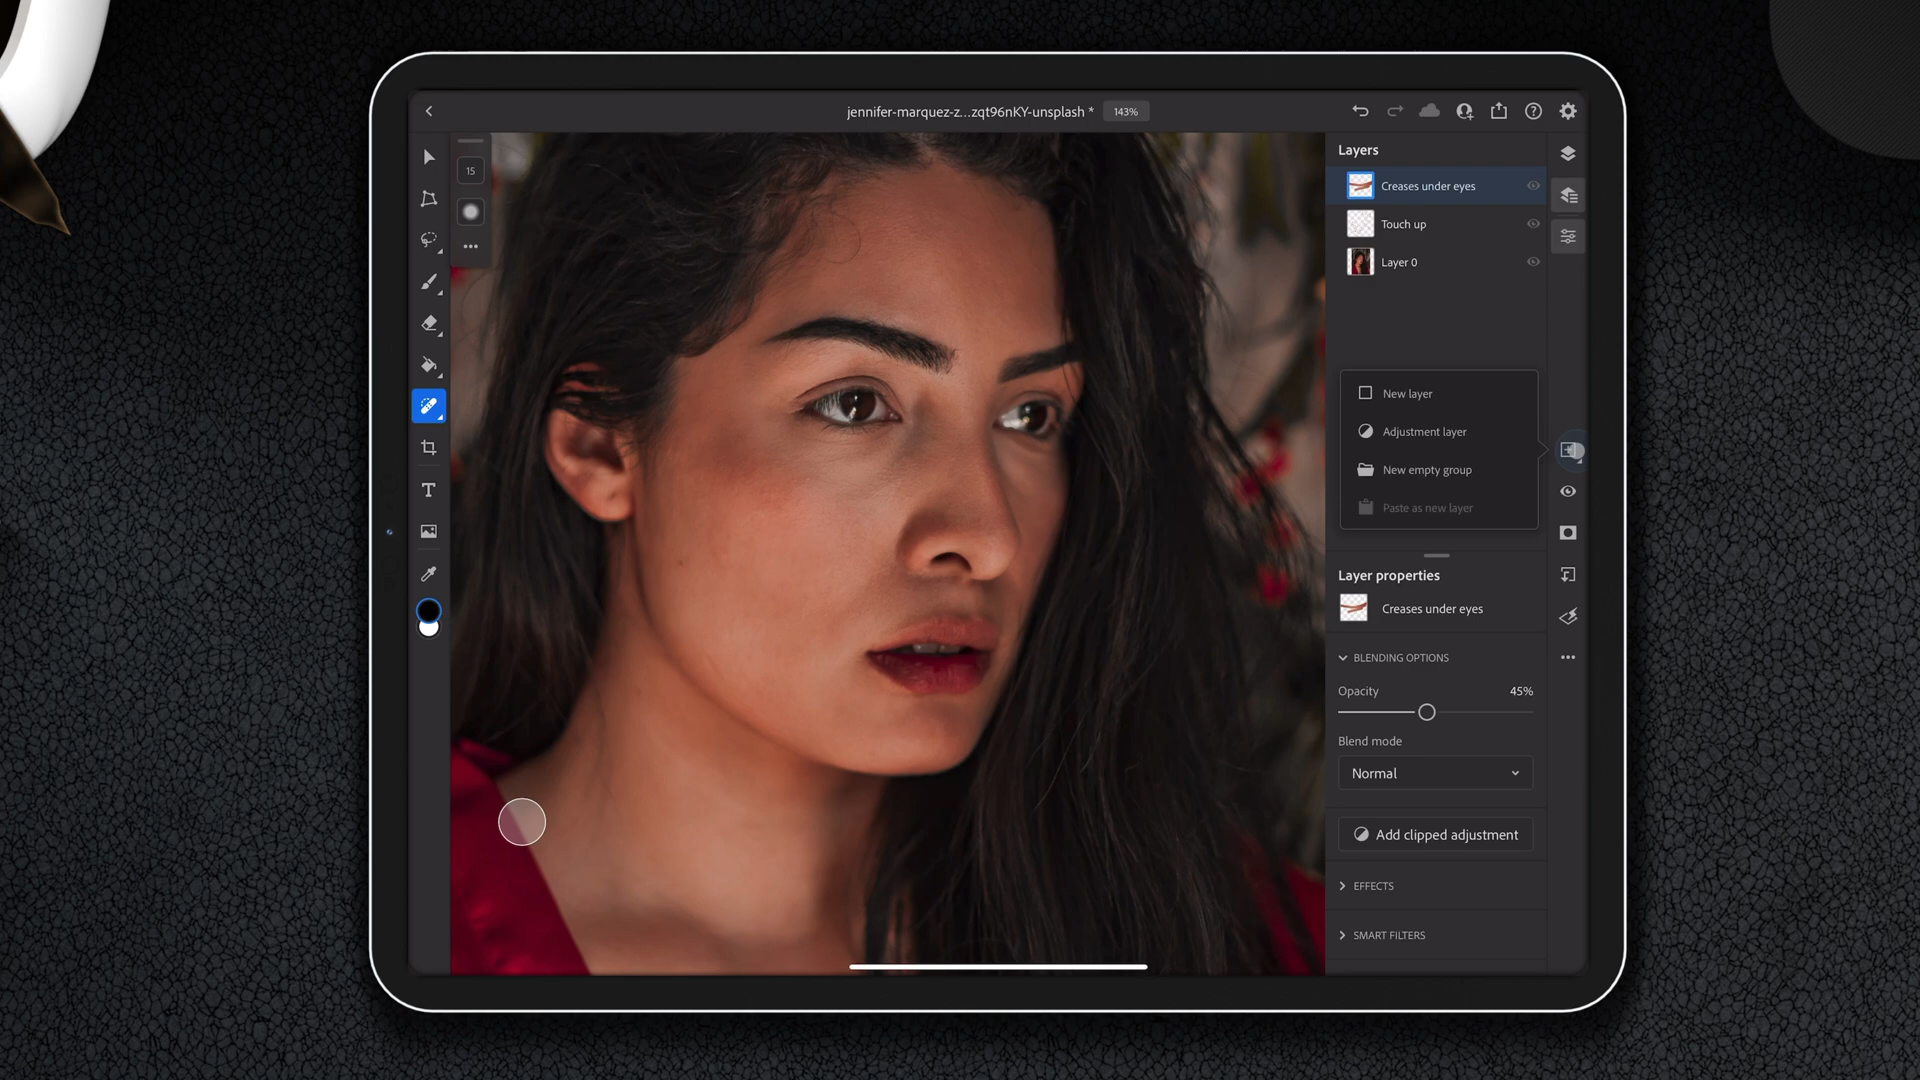 jennifer-marquez-z...zqt96nKY-unsplash *
143%
15
Layers
Creases under eyes
Touch up
Layer 0
New layer
Adjustment layer
New empty group
Paste as new layer
Layer properties
Creases under eyes
BLENDING OPTIONS
Opacity 45%
Blend mode
Normal
Add clipped adjustment
EFFECTS
SMART FILTERS